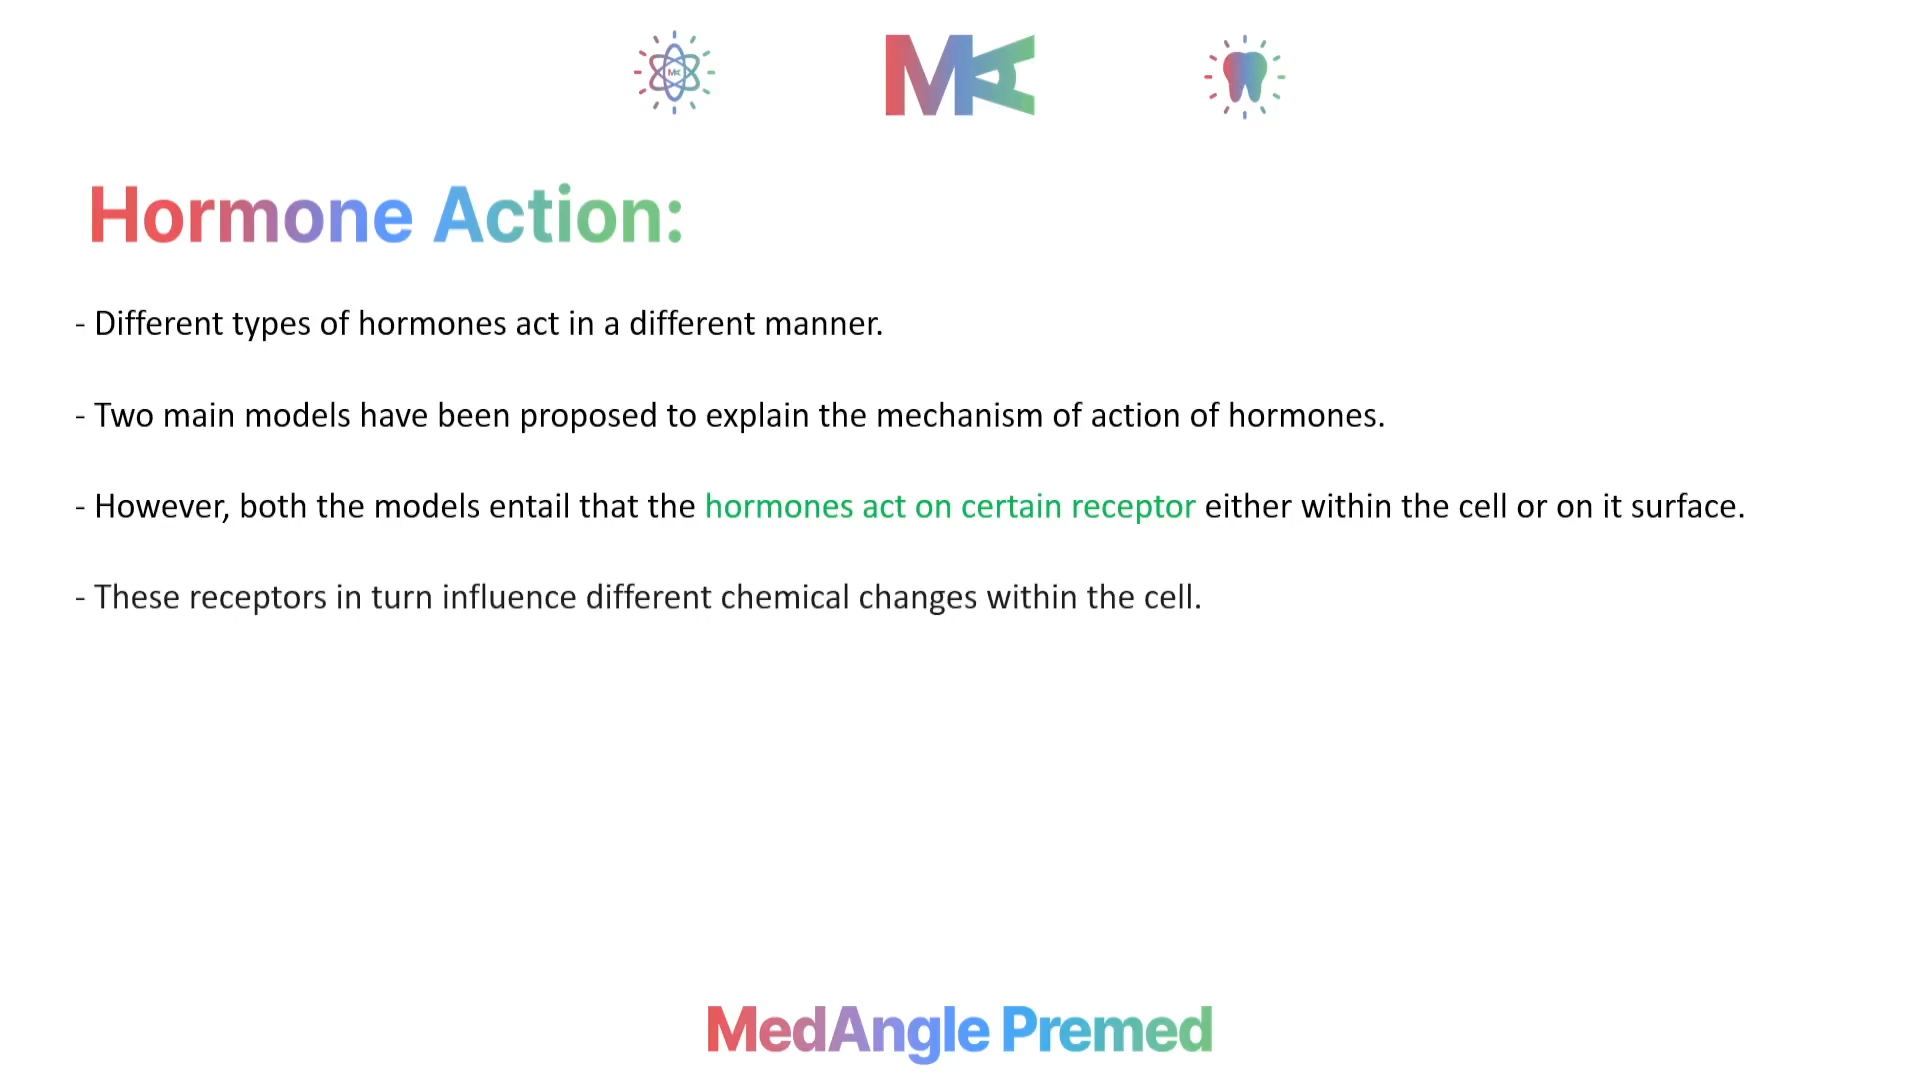 MA
Hormone Action:
- Different types of hormones act in a different manner.
- Two main models have been proposed to explain the mechanism of action of hormones.
- However, both the models entail that the hormones act on certain receptor either within the cell or on it surface.
- These receptors in turn influence different chemical changes within the cell.
MedAngle Premed